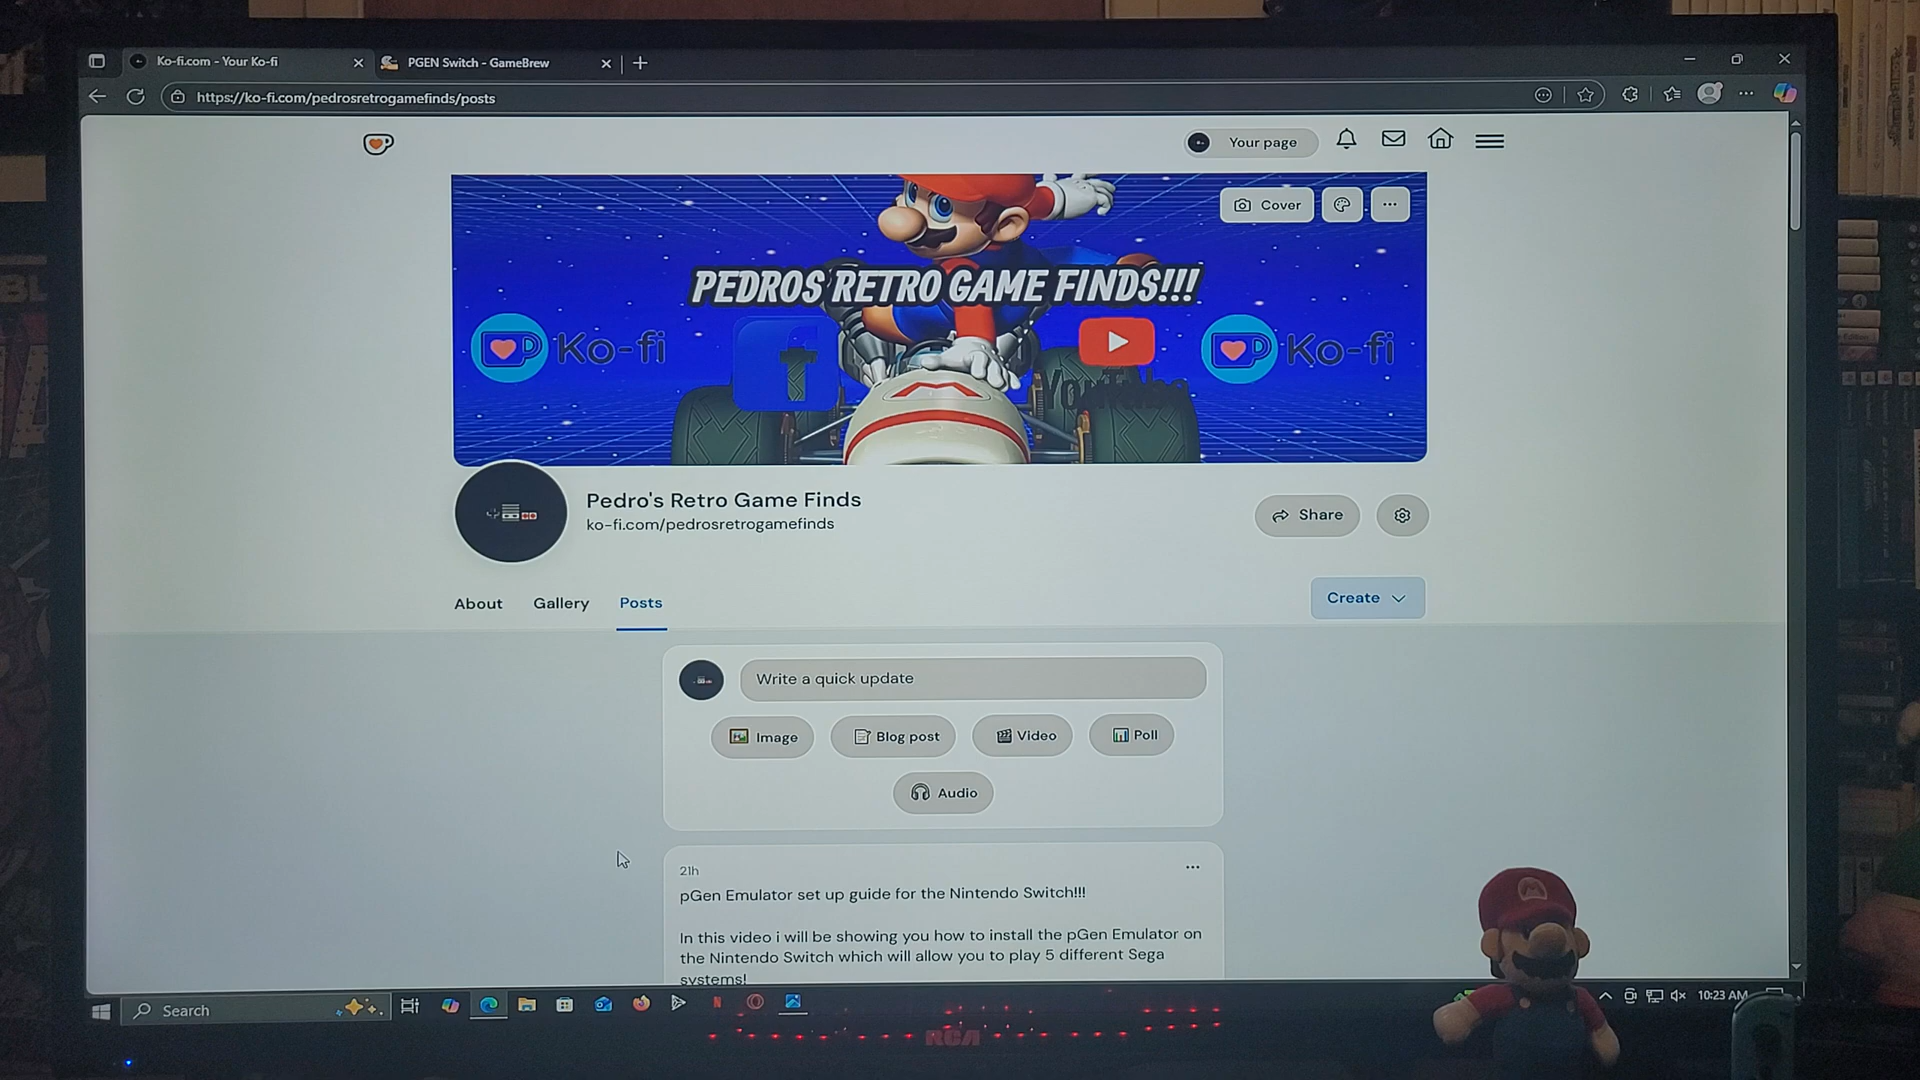 Ko-fi.com - Your Ko-fi
PGEN Switch - GameBrew
https://ko-fi.com/pedrosretrogamefinds/posts
Your page
Cover
PEDROS RETRO GAME FINDS!!!
Ko-fi
f
YouTube
Ko-fi
Pedro's Retro Game Finds
ko-fi.com/pedrosretrogamefinds
Share
About
Gallery
Posts
Create
Write a quick update
Image
Blog post
Video
Poll
Audio
21h
pGen Emulator set up guide for the Nintendo Switch!!!
In this video i will be showing you how to install the pGen Emulator on
the Nintendo Switch which will allow you to play 5 different Sega
systems!
Search
10:23 AM
RCA
M